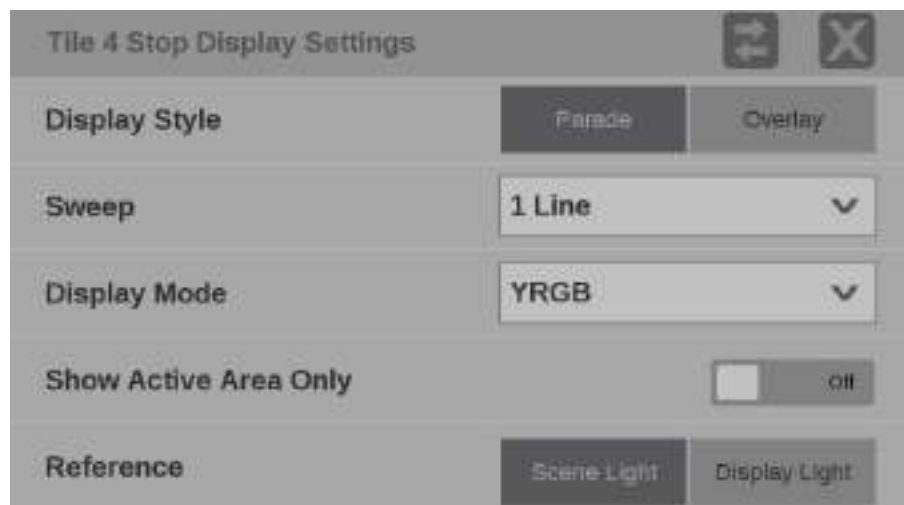 Tile 4 Stop Display Settings
Display Style Parade Overlay
Sweep 1 Line
Display Mode YRGB
Show Active Area Only Off
Reference Scene Light Display Light